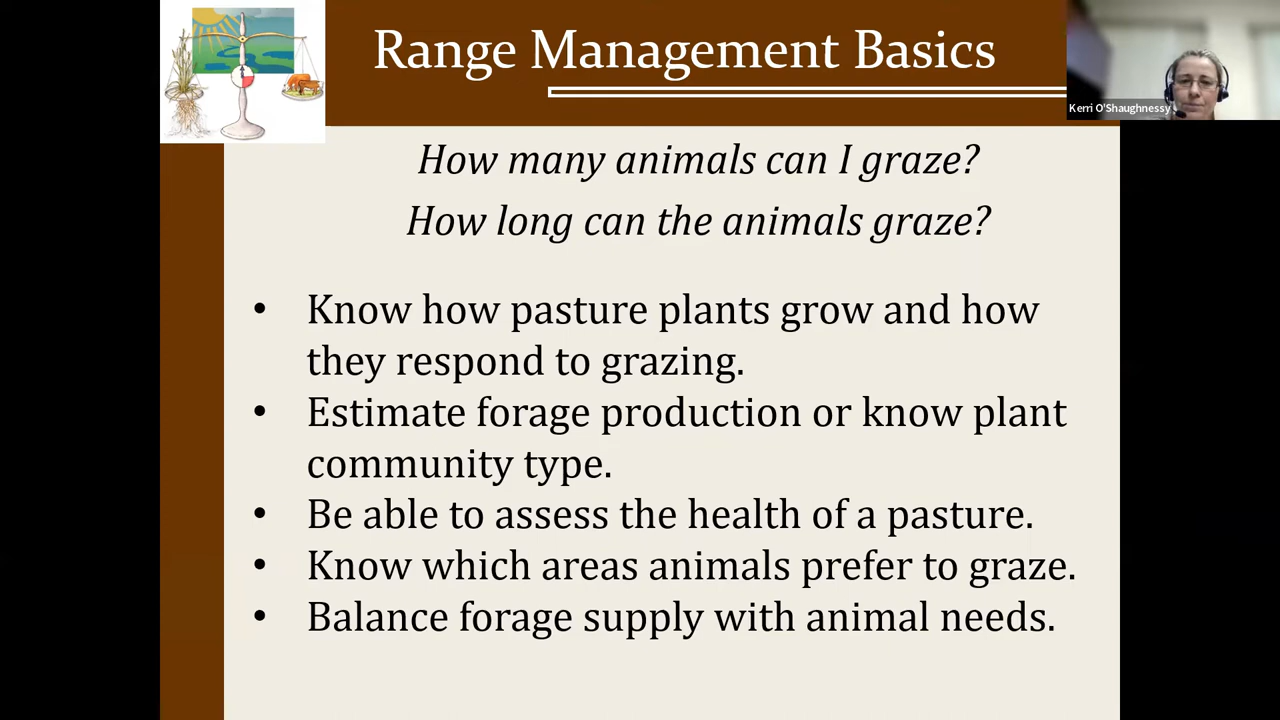 Range Management Basics
Kerri O'Shaughnessy
How many animals can I graze?
How long can the animals graze?
• Know how pasture plants grow and how
they respond to grazing.
• Estimate forage production or know plant
community type.
• Be able to assess the health of a pasture.
• Know which areas animals prefer to graze.
• Balance forage supply with animal needs.